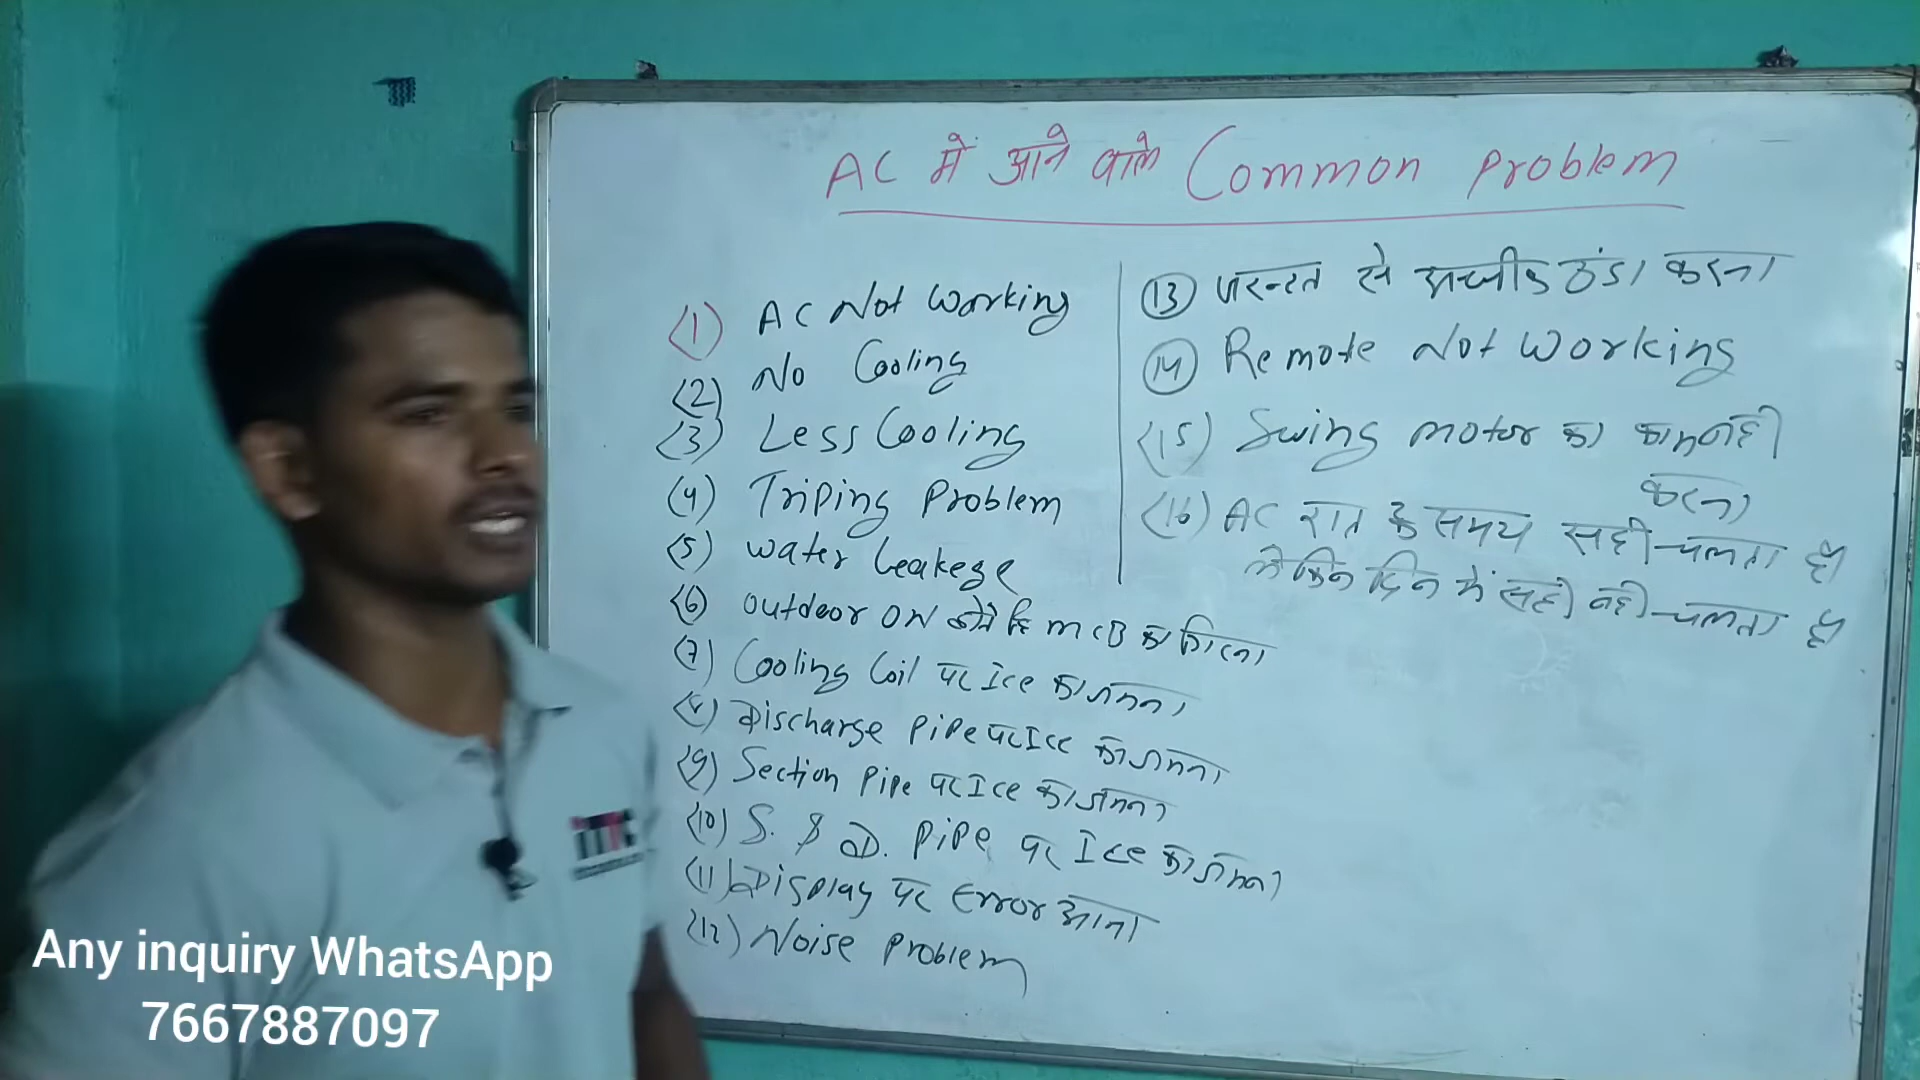 AC में आने वाले Common Problem
(1) AC Not Working
(2) No Cooling
(3) Less Cooling
(4) Triping Problem
(5) Water Leakege
(6) Outdoor ON होते हि MCB का गिरना
(7) Cooling Coil पर Ice का जमना
(8) Discharge Pipe पर Ice का जमना
(9) Section Pipe पर Ice का जमना
(10) S. & D. Pipe पर Ice का जमना
(11) Display पर Error आना
(12) Noise Problem
(13) से ठंडा करना
(14) Remote Not Working
(15) Swing motor का काम नही
करना
(16) AC रात के समय सही चलता है
लेकिन दिन में सही नही चलता है
Any inquiry WhatsApp
7667887097